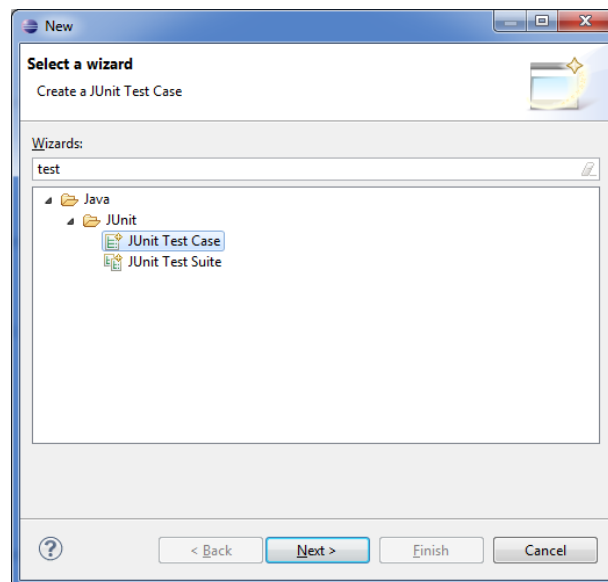 New
Select a wizard
Create a JUnit Test Case
Wizards:
test
Java
JUnit
JUnit Test Case
JUnit Test Suite
?
< Back Next > Finish Cancel